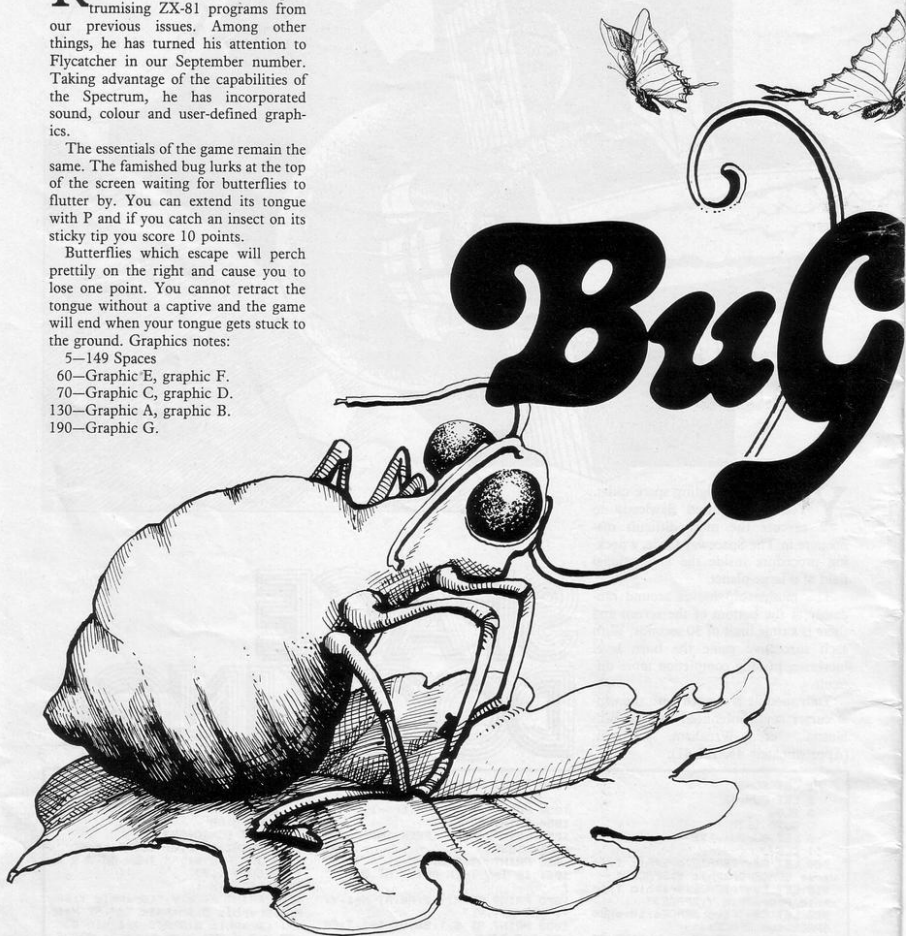 trumising ZX-81 programs from
our previous issues. Among other
things, he has turned his attention to
Flycatcher in our September number.
Taking advantage of the capabilities of
the Spectrum, he has incorporated
sound, colour and user-defined graph-
ics.
The essentials of the game remain the
same. The famished bug lurks at the top
of the screen waiting for butterflies to
flutter by. You can extend its tongue
with P and if you catch an insect on its
sticky tip you score 10 points.
Butterflies which escape will perch
prettily on the right and cause you to
lose one point. You cannot retract the
tongue without a captive and the game
will end when your tongue gets stuck to
the ground. Graphics notes:
5—149 Spaces
60—Graphic E, graphic F.
70—Graphic C, graphic D.
130—Graphic A, graphic B.
190—Graphic G.
BuG